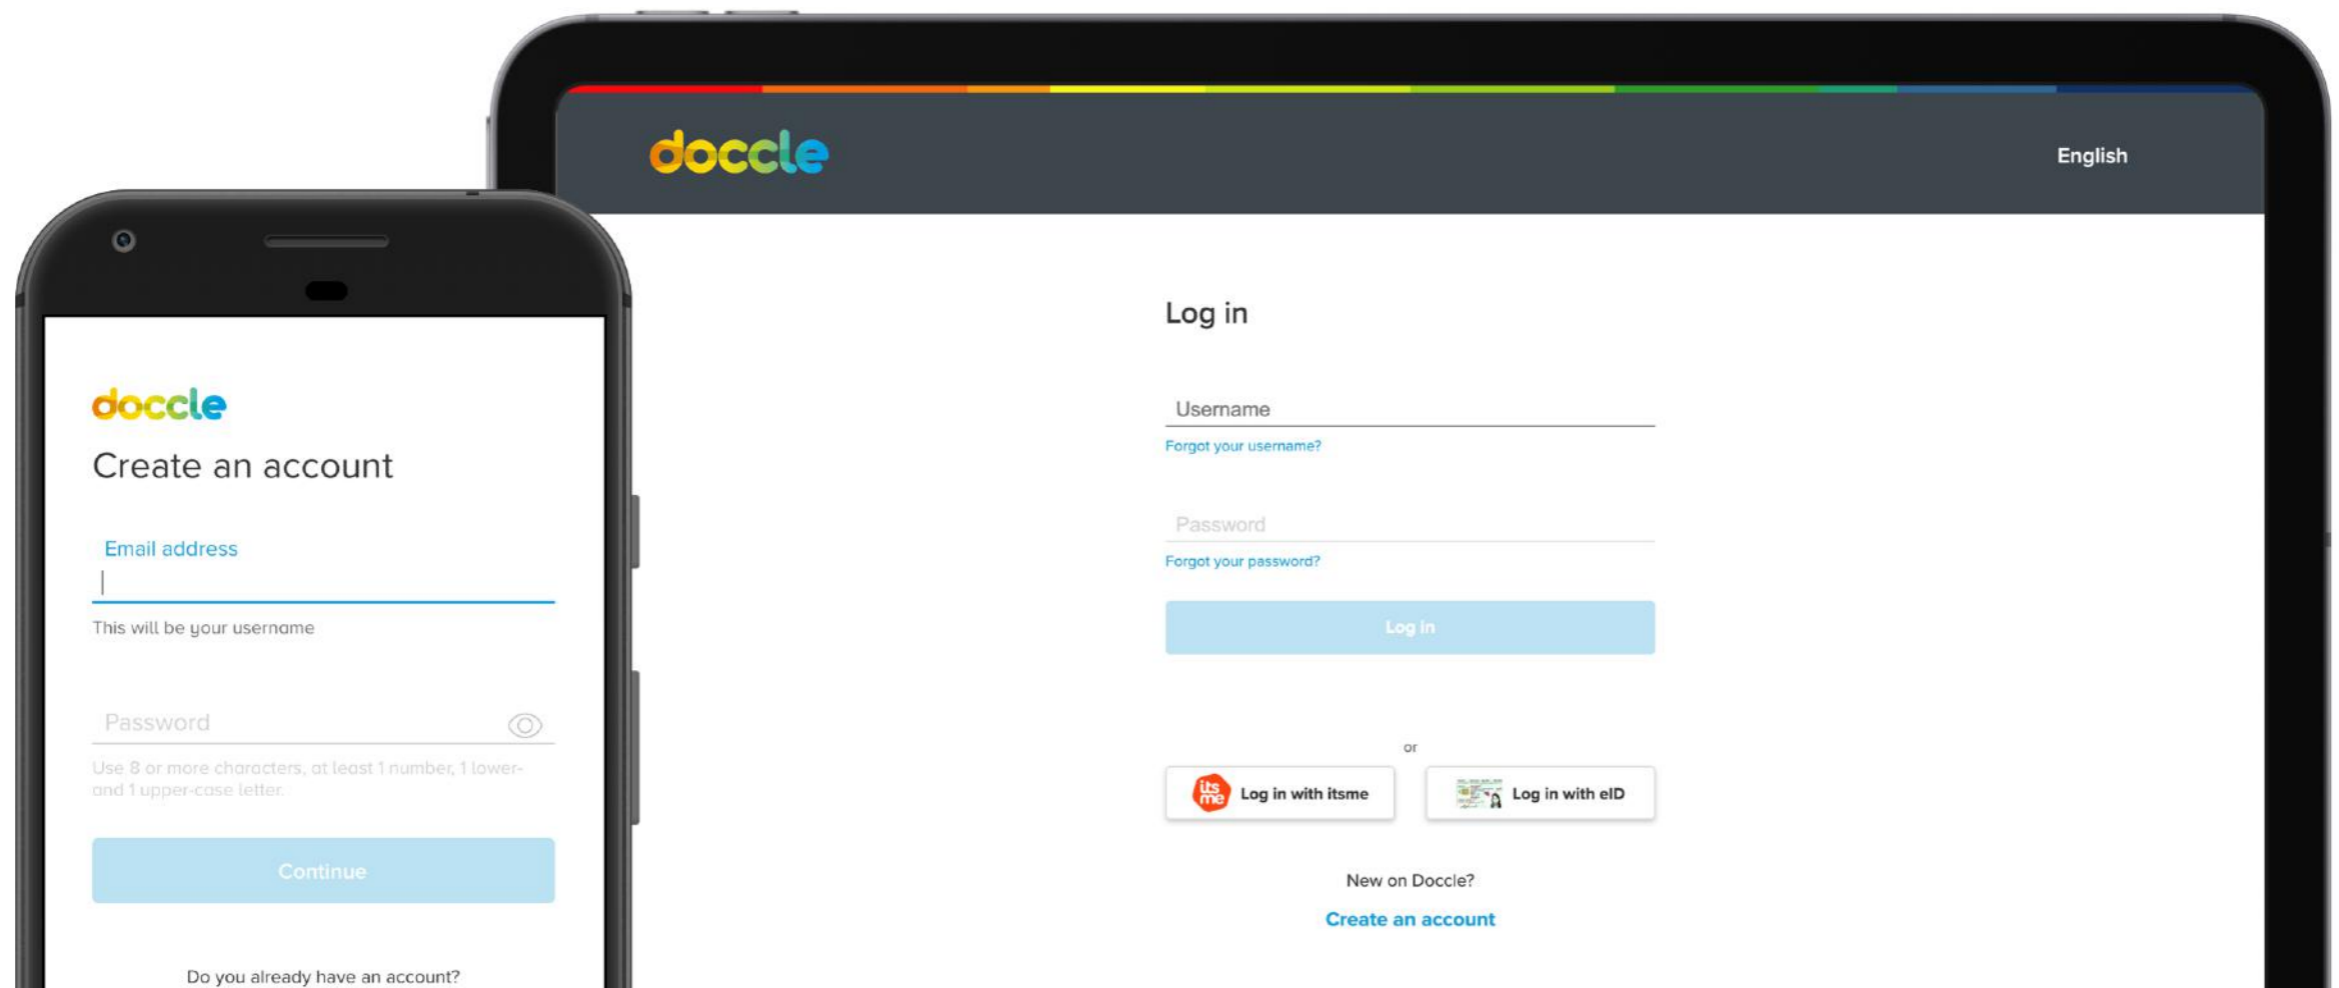 doccle
Create an account
Email address
This will be your username
Password
Use 8 or more characters, at least 1 number, 1 lower-
and 1 upper-case letter.
Continue
Do you already have an account?
doccle
English
Log in
Username
Forgot your username?
Password
Forgot your password?
Log in
or
its
me
Log in with itsme
Log in with eID
New on Doccle?
Create an account